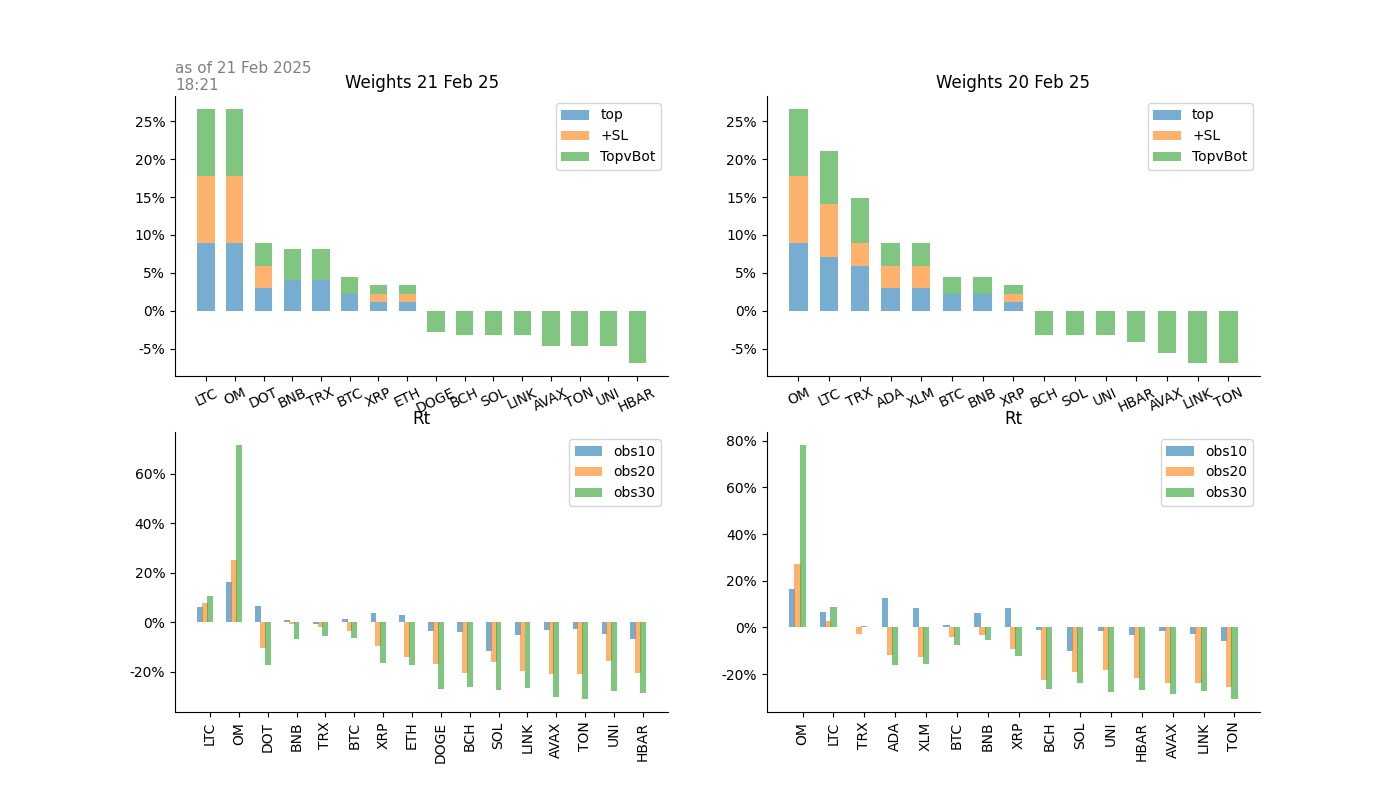 as of 21 Feb 2025
18:21
Weights 21 Feb 25
25%
20%
15%
10%
5%
0%
-5%
top
+SL
TopvBot
LTC OM DOT BNB TRX BTC XRP ETH DOGE BCH SOL LINK AVAX TON UNI HBAR
Weights 20 Feb 25
25%
20%
15%
10%
5%
0%
-5%
top
+SL
TopvBot
OM LTC TRX ADA XLM BTC BNB XRP BCH SOL UNI HBAR AVAX LINK TON
Rt
60%
40%
20%
0%
-20%
obs10
obs20
obs30
LTC OM DOT BNB TRX BTC XRP ETH DOGE BCH SOL LINK AVAX TON UNI HBAR
Rt
80%
60%
40%
20%
0%
-20%
obs10
obs20
obs30
OM LTC TRX ADA XLM BTC BNB XRP BCH SOL UNI HBAR AVAX LINK TON